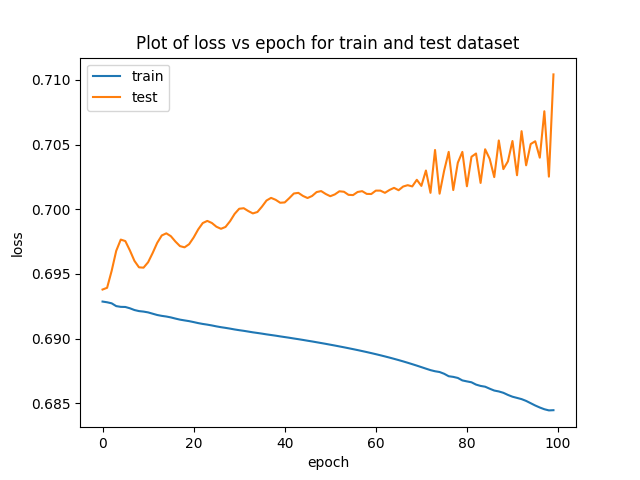 Plot of loss vs epoch for train and test dataset
train
test
0.710
0.705
0.700
0.695
0.690
0.685
loss
0 20 40 60 80 100
epoch